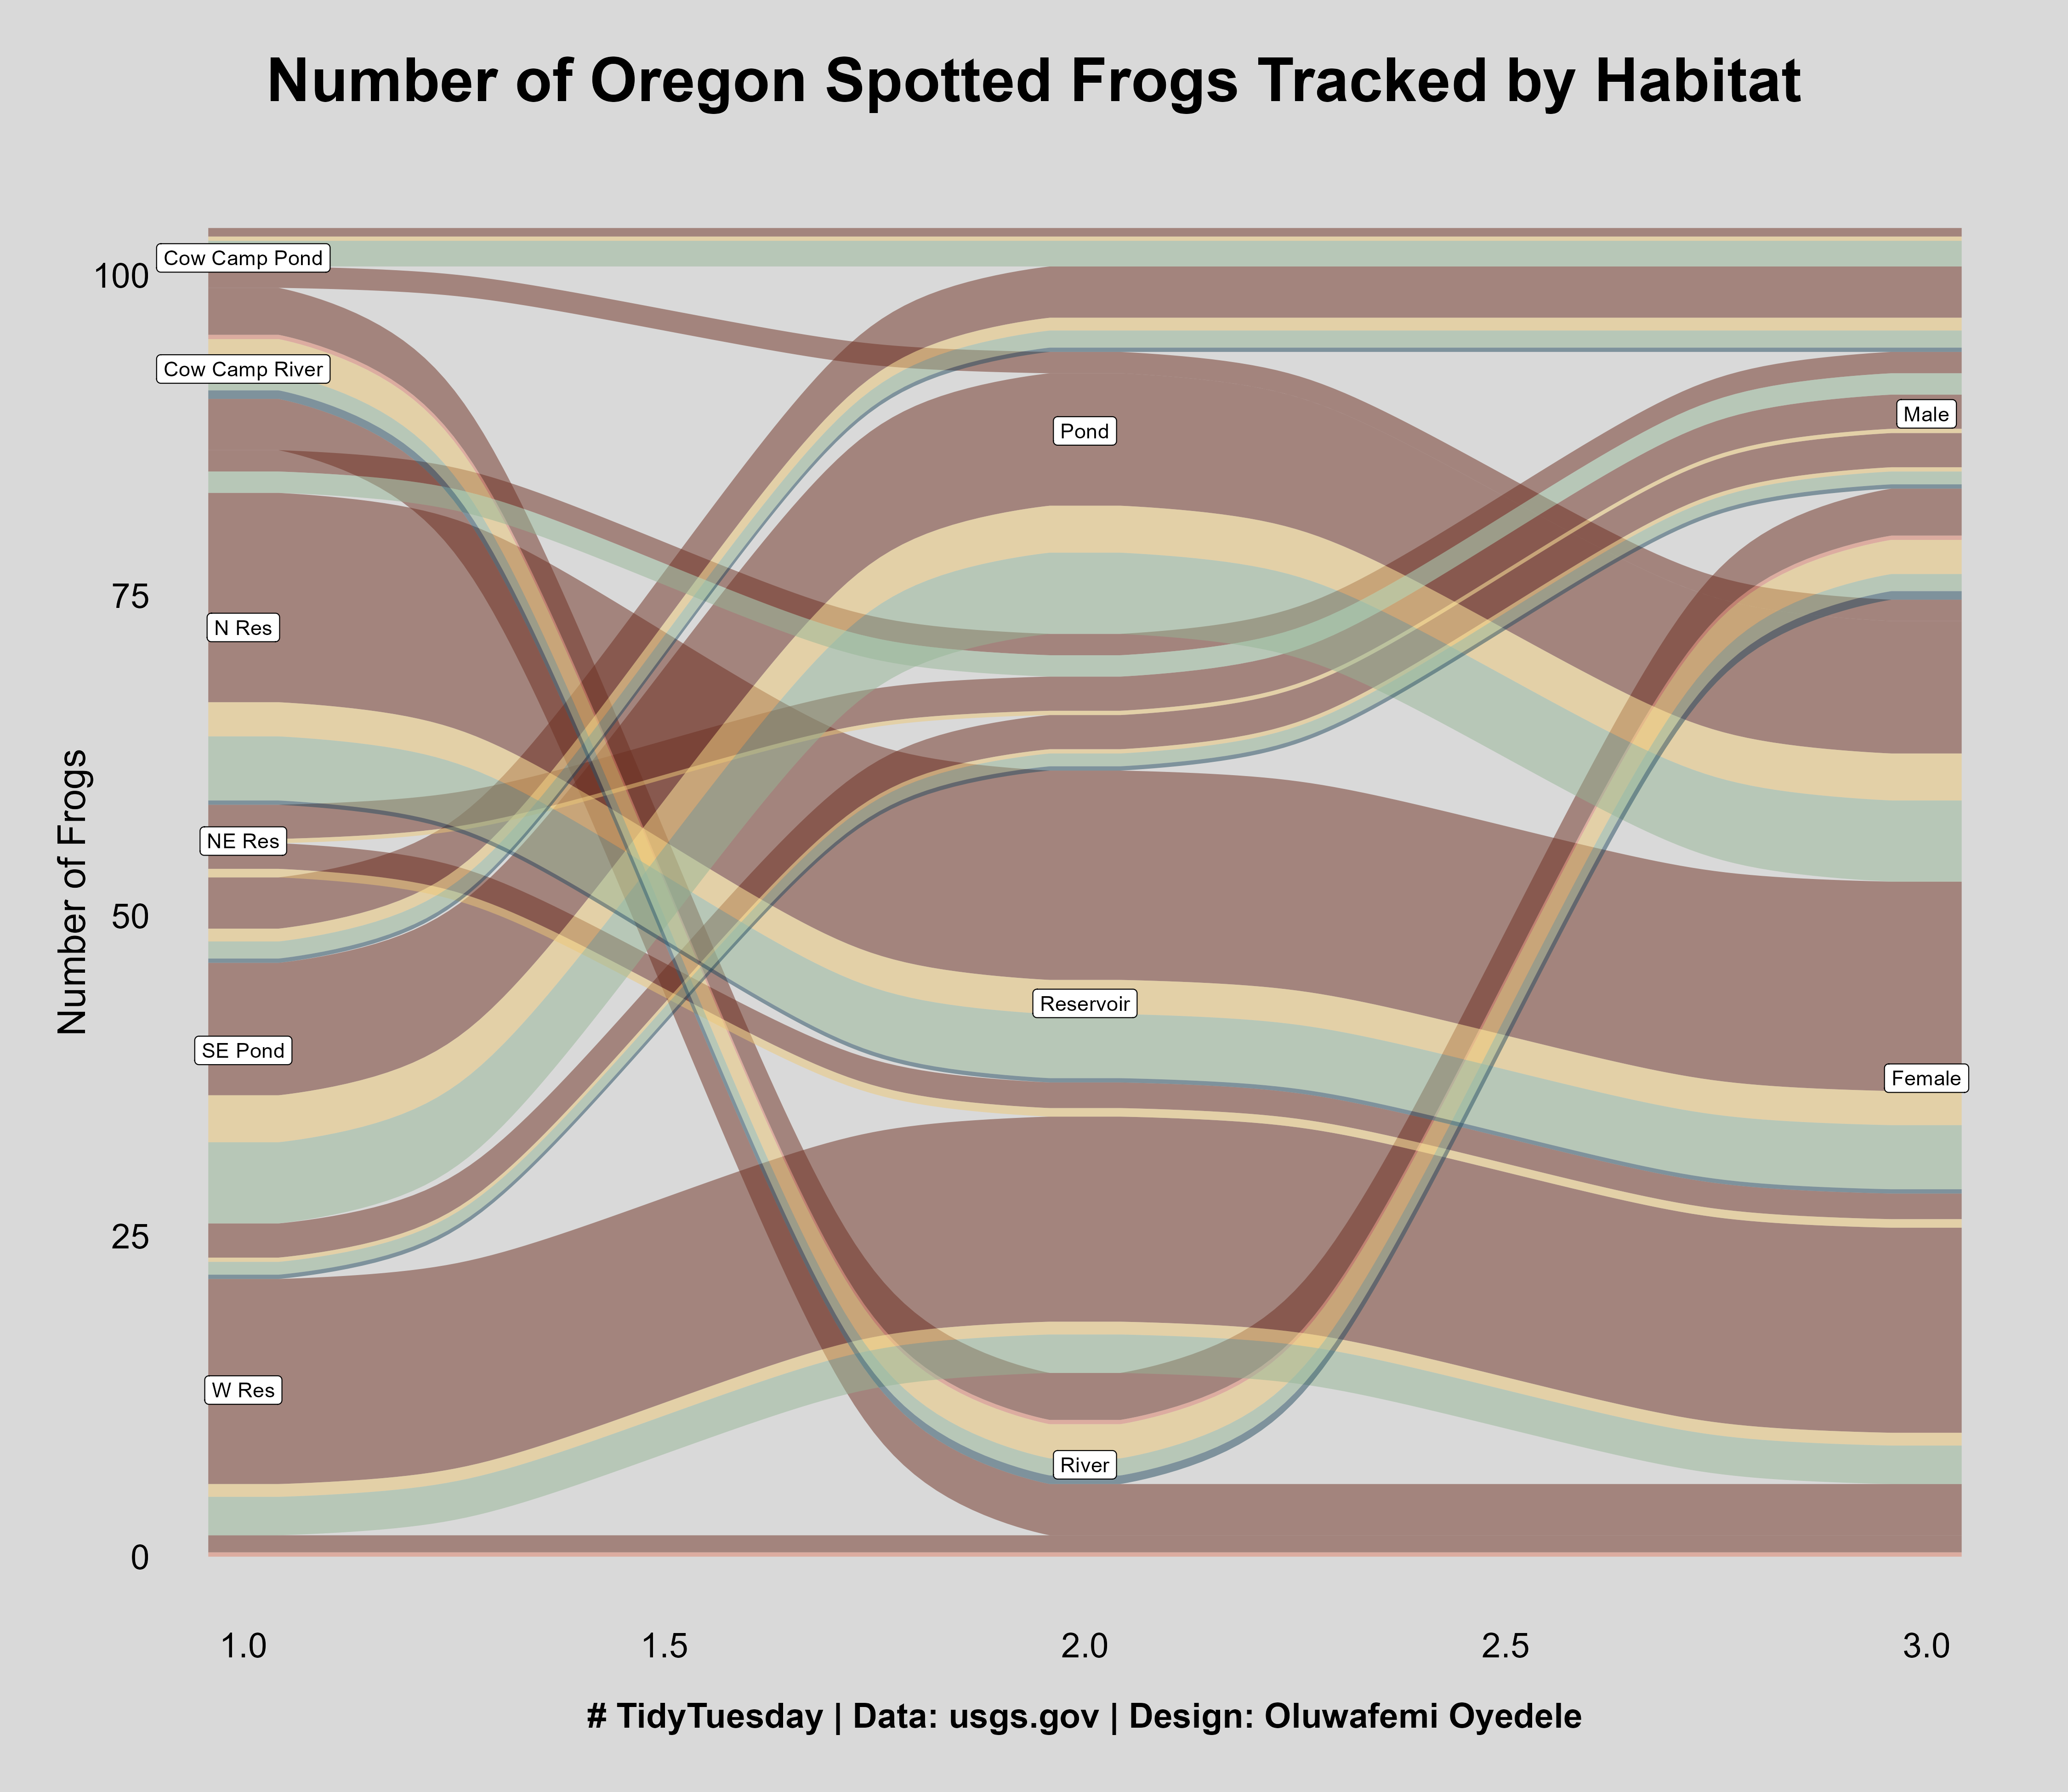 Number of Oregon Spotted Frogs Tracked by Habitat
Number of Frogs
100
75
50
25
0
Cow Camp Pond
Cow Camp River
N Res
NE Res
SE Pond
W Res
Pond
Reservoir
River
Male
Female
1.0
1.5
2.0
2.5
3.0
# TidyTuesday | Data: usgs.gov | Design: Oluwafemi Oyedele